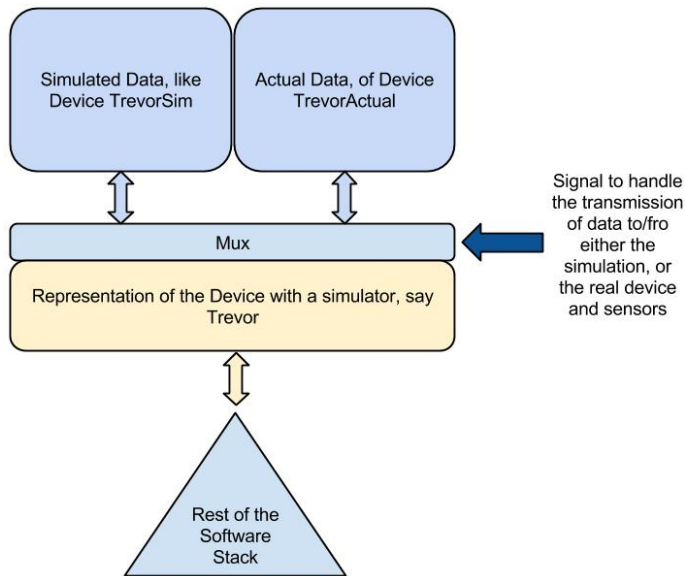 Simulated Data, like
Device TrevorSim
Actual Data, of Device
TrevorActual
Signal to handle
the transmission
of data to/fro
either the
simulation, or
the real device
and sensors
Mux
Representation of the Device with a simulator, say
Trevor
Rest of the
Software
Stack